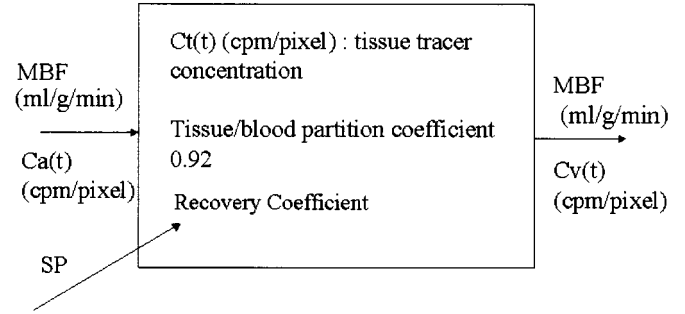 Ct(t) (cpm/pixel) : tissue tracer
concentration
MBF
(ml/g/min)
Tissue/blood partition coefficient
0.92
Ca(t)
(cpm/pixel)
Recovery Coefficient
SP
MBF
(ml/g/min)
Cv(t)
(cpm/pixel)